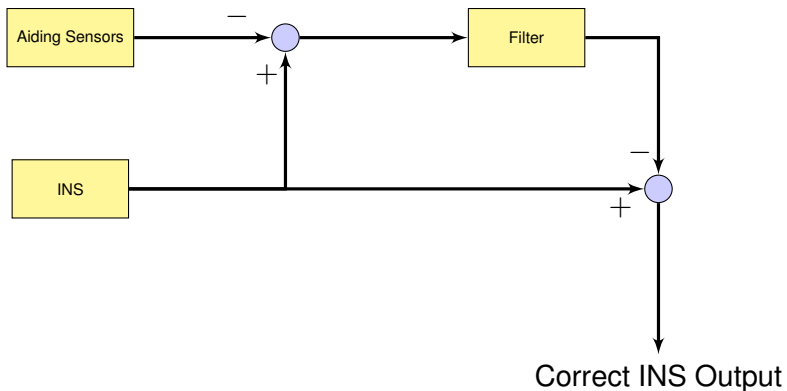 −
Aiding Sensors
Filter
+
−
INS
+
Correct INS Output